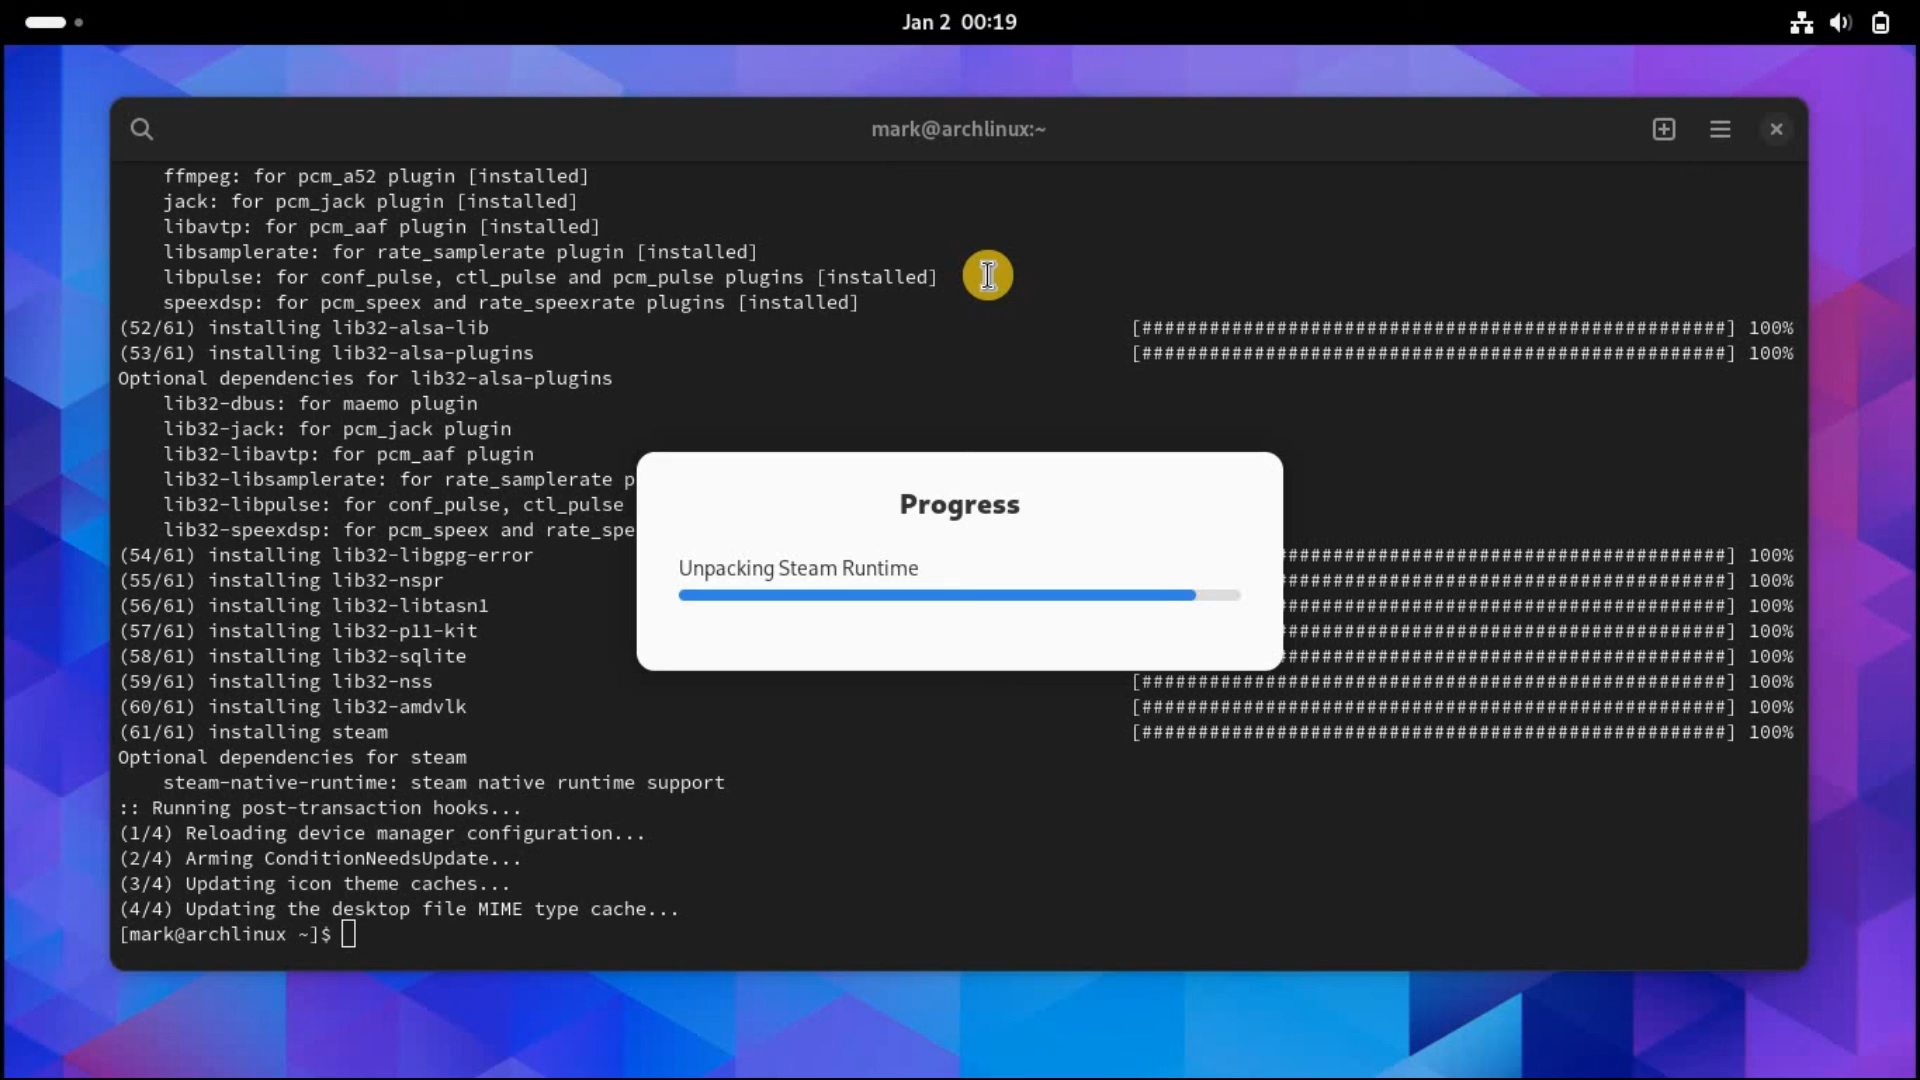 Jan 2 00:19
mark@archlinux:~
ffmpeg: for pcm_a52 plugin [installed]
jack: for pcm_jack plugin [installed]
libavtp: for pcm_aaf plugin [installed]
libsamplerate: for rate_samplerate plugin [installed]
libpulse: for conf_pulse, ctl_pulse and pcm_pulse plugins [installed]
speexdsp: for pcm_speex and rate_speexrate plugins [installed]
(52/61) installing lib32-alsa-lib [####################################################] 100%
(53/61) installing lib32-alsa-plugins [####################################################] 100%
Optional dependencies for lib32-alsa-plugins
lib32-dbus: for maemo plugin
lib32-jack: for pcm_jack plugin
lib32-libavtp: for pcm_aaf plugin
lib32-libsamplerate: for rate_samplerate p
lib32-libpulse: for conf_pulse, ctl_pulse
lib32-speexdsp: for pcm_speex and rate_spe
Progress
Unpacking Steam Runtime
(54/61) installing lib32-libgpg-error #######################################] 100%
(55/61) installing lib32-nspr #######################################] 100%
(56/61) installing lib32-libtasn1 #######################################] 100%
(57/61) installing lib32-p11-kit #######################################] 100%
(58/61) installing lib32-sqlite #######################################] 100%
(59/61) installing lib32-nss [####################################################] 100%
(60/61) installing lib32-amdvlk [####################################################] 100%
(61/61) installing steam [####################################################] 100%
Optional dependencies for steam
steam-native-runtime: steam native runtime support
:: Running post-transaction hooks...
(1/4) Reloading device manager configuration...
(2/4) Arming ConditionNeedsUpdate...
(3/4) Updating icon theme caches...
(4/4) Updating the desktop file MIME type cache...
[mark@archlinux ~]$